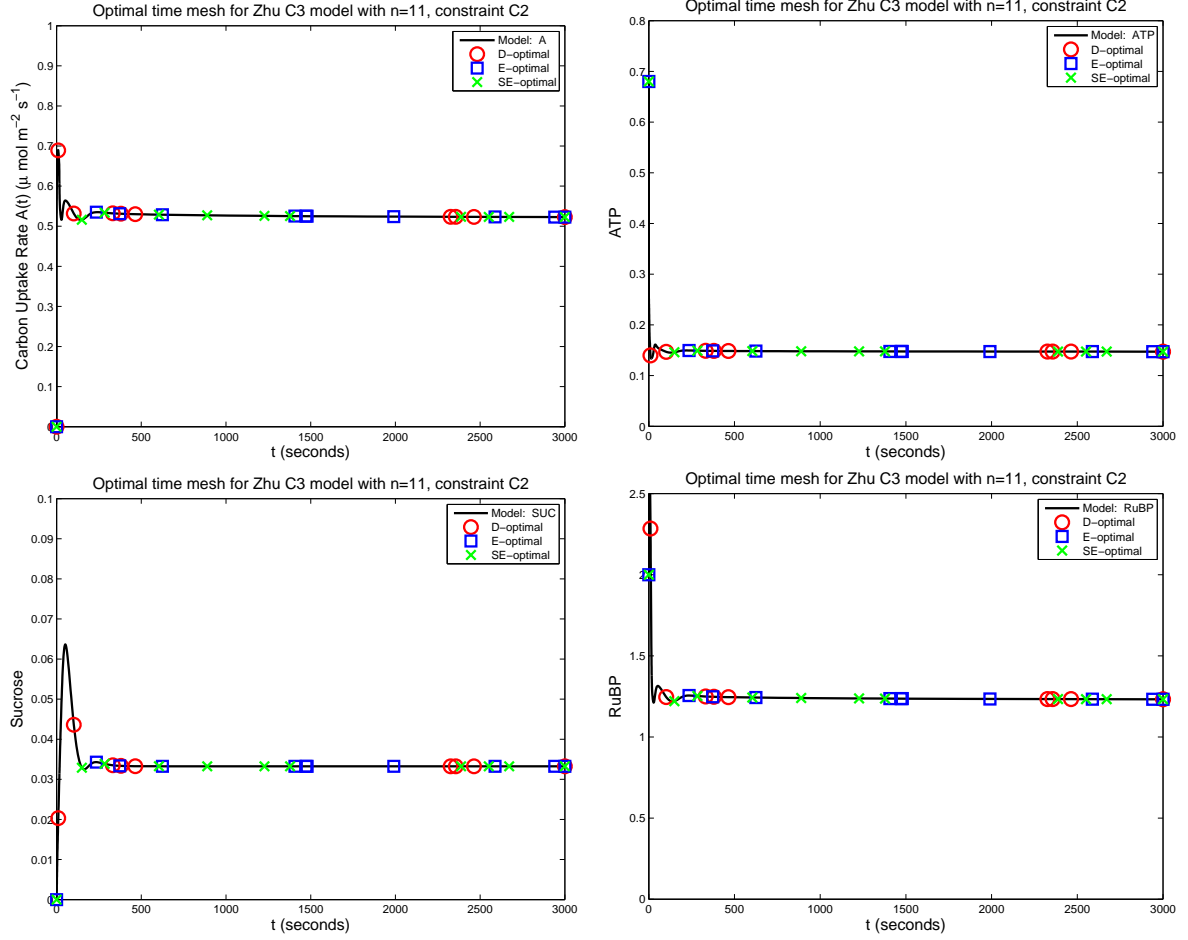 Optimal time mesh for Zhu C3 model with n=11, constraint C2
Carbon Uptake Rate A(t) (μ mol m⁻² s⁻¹)
1
0.9
0.8
0.7
0.6
0.5
0.4
0.3
0.2
0.1
0
0
500
1000
1500
2000
2500
3000
t (seconds)
Model: A
D-optimal
E-optimal
SE-optimal
Optimal time mesh for Zhu C3 model with n=11, constraint C2
ATP
0.8
0.7
0.6
0.5
0.4
0.3
0.2
0.1
0
0
500
1000
1500
2000
2500
3000
t (seconds)
Model: ATP
D-optimal
E-optimal
SE-optimal
Optimal time mesh for Zhu C3 model with n=11, constraint C2
Sucrose
0.1
0.09
0.08
0.07
0.06
0.05
0.04
0.03
0.02
0.01
0
0
500
1000
1500
2000
2500
3000
t (seconds)
Model: SUC
D-optimal
E-optimal
SE-optimal
Optimal time mesh for Zhu C3 model with n=11, constraint C2
RuBP
2.5
2
1.5
1
0.5
0
0
500
1000
1500
2000
2500
3000
t (seconds)
Model: RuBP
D-optimal
E-optimal
SE-optimal